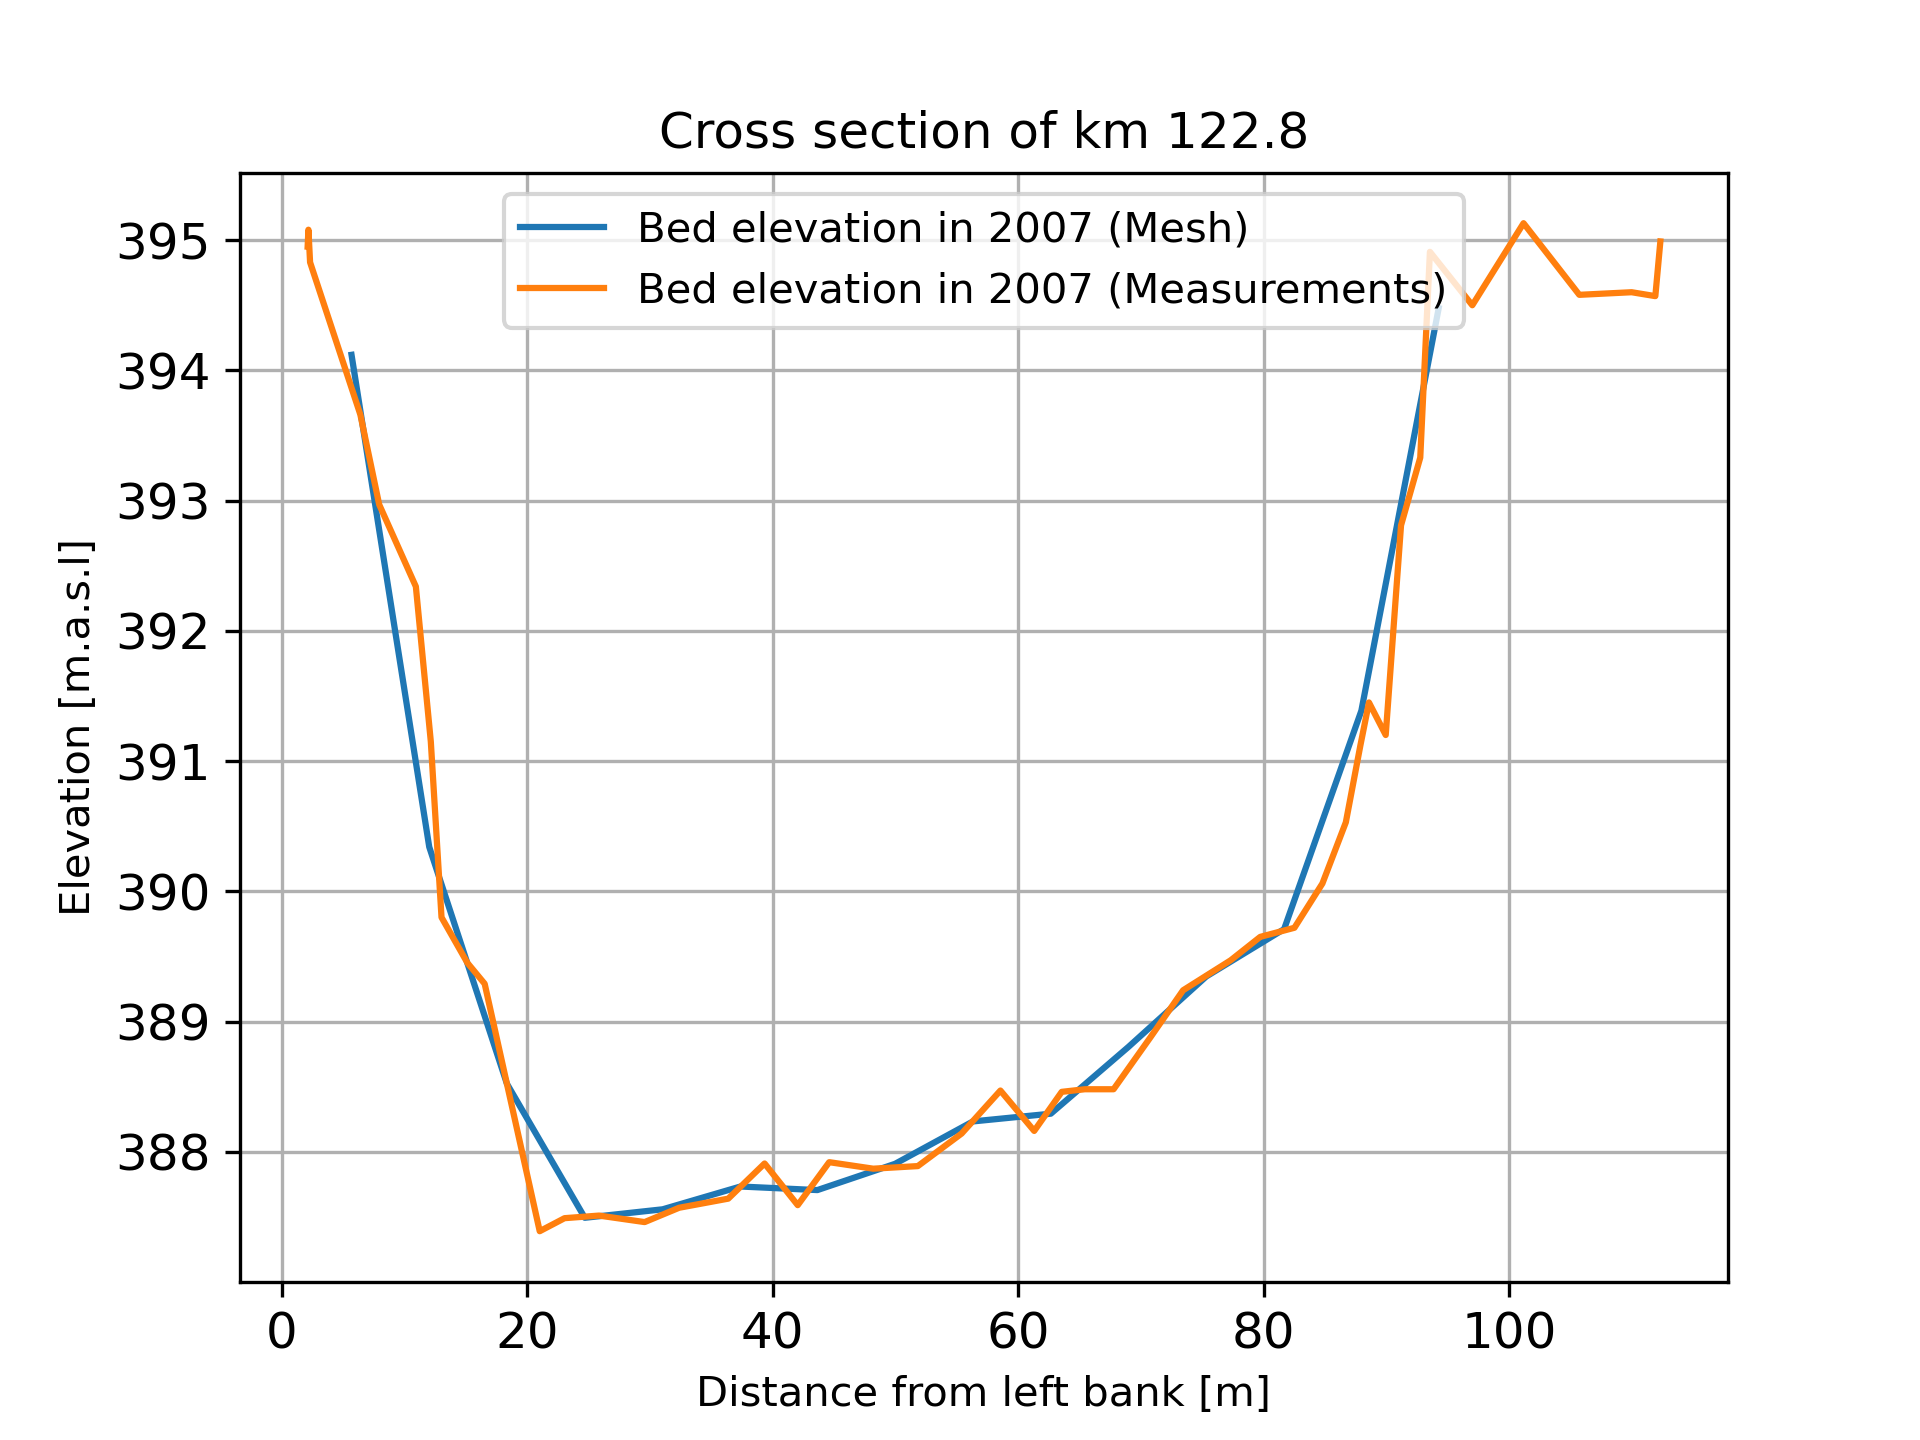 Cross section of km 122.8
Bed elevation in 2007 (Mesh)
Bed elevation in 2007 (Measurements)
395
394
393
392
391
390
389
388
Elevation [m.a.s.l]
0 20 40 60 80 100
Distance from left bank [m]